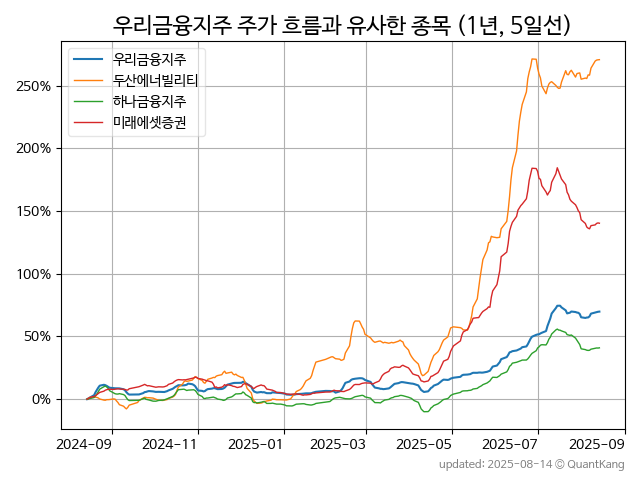 우리금융지주 주가 흐름과 유사한 종목 (1년, 5일선)
우리금융지주
두산에너빌리티
하나금융지주
미래에셋증권
250%
200%
150%
100%
50%
0%
2024-09 2024-11 2025-01 2025-03 2025-05 2025-07 2025-09
updated: 2025-08-14 © QuantKang